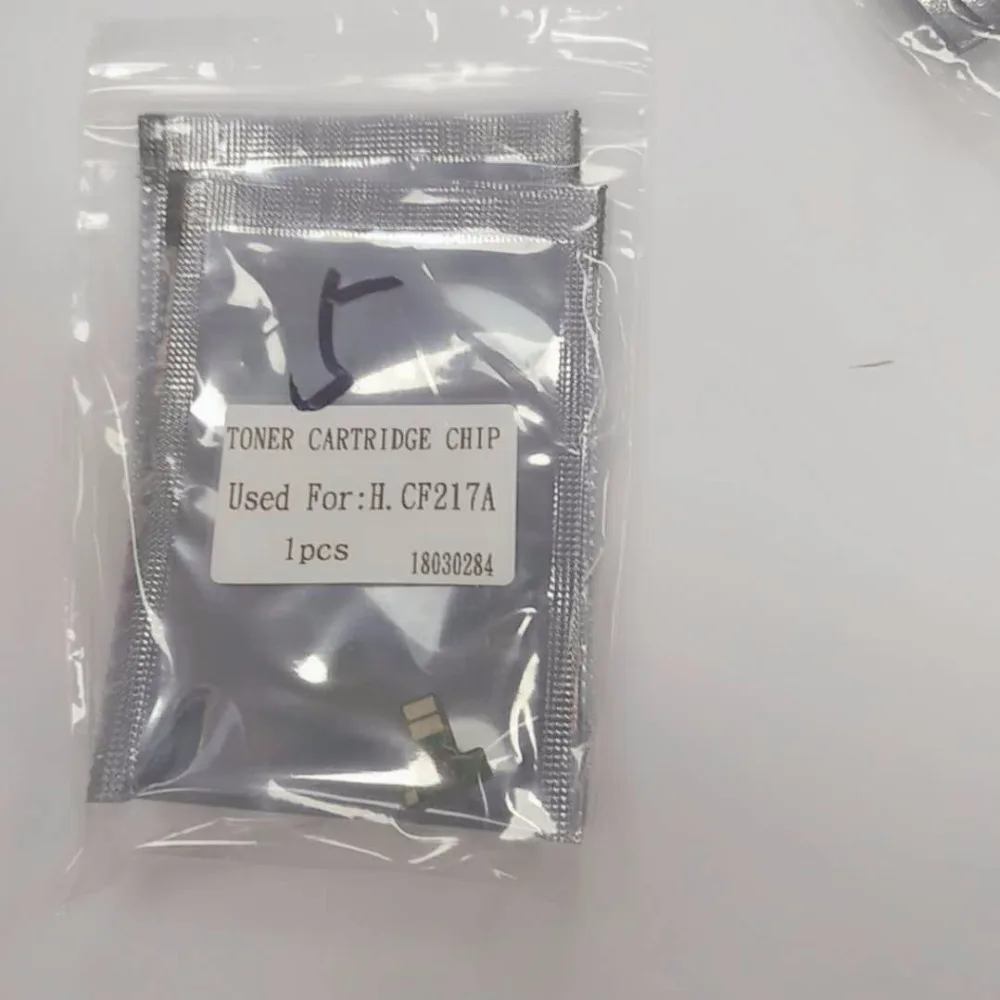 TONER CARTRIDGE CHIP
Used For:H. CF217A
1pcs 18030284